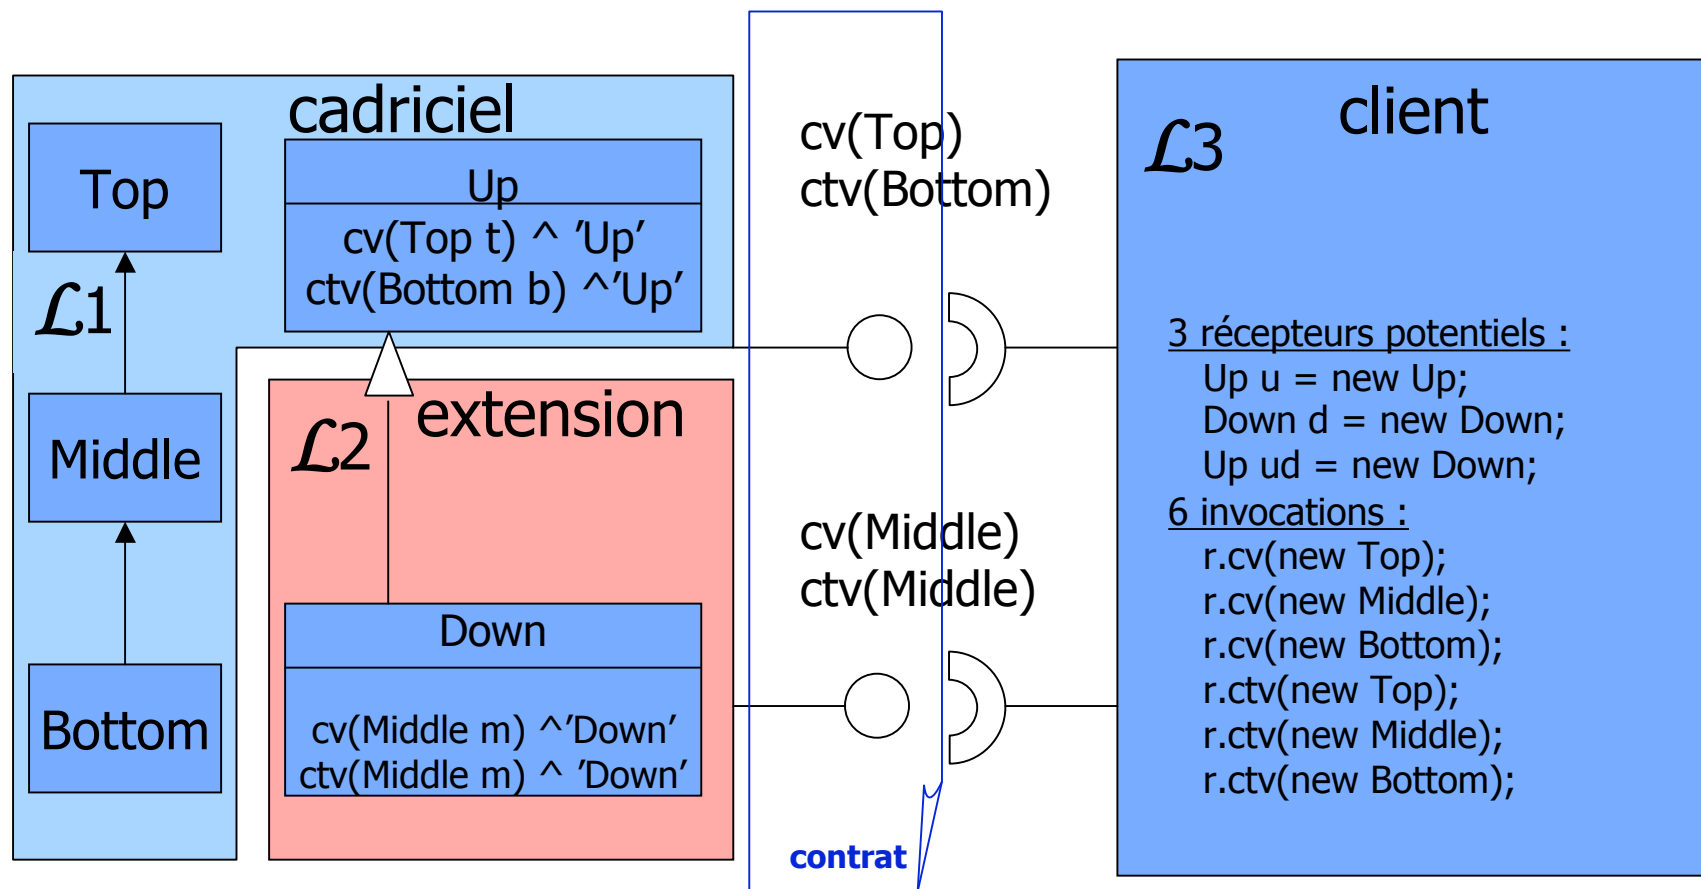 cadriciel
Top
Up
cv(Top t) ^ ’Up’
ctv(Bottom b) ^’Up’
ℒ1
Middle
ℒ2
extension
Bottom
Down
cv(Middle m) ^’Down’
ctv(Middle m) ^ ’Down’
cv(Top)
ctv(Bottom)
cv(Middle)
ctv(Middle)
contrat
ℒ3
client
3 récepteurs potentiels :
Up u = new Up;
Down d = new Down;
Up ud = new Down;
6 invocations :
r.cv(new Top);
r.cv(new Middle);
r.cv(new Bottom);
r.ctv(new Top);
r.ctv(new Middle);
r.ctv(new Bottom);